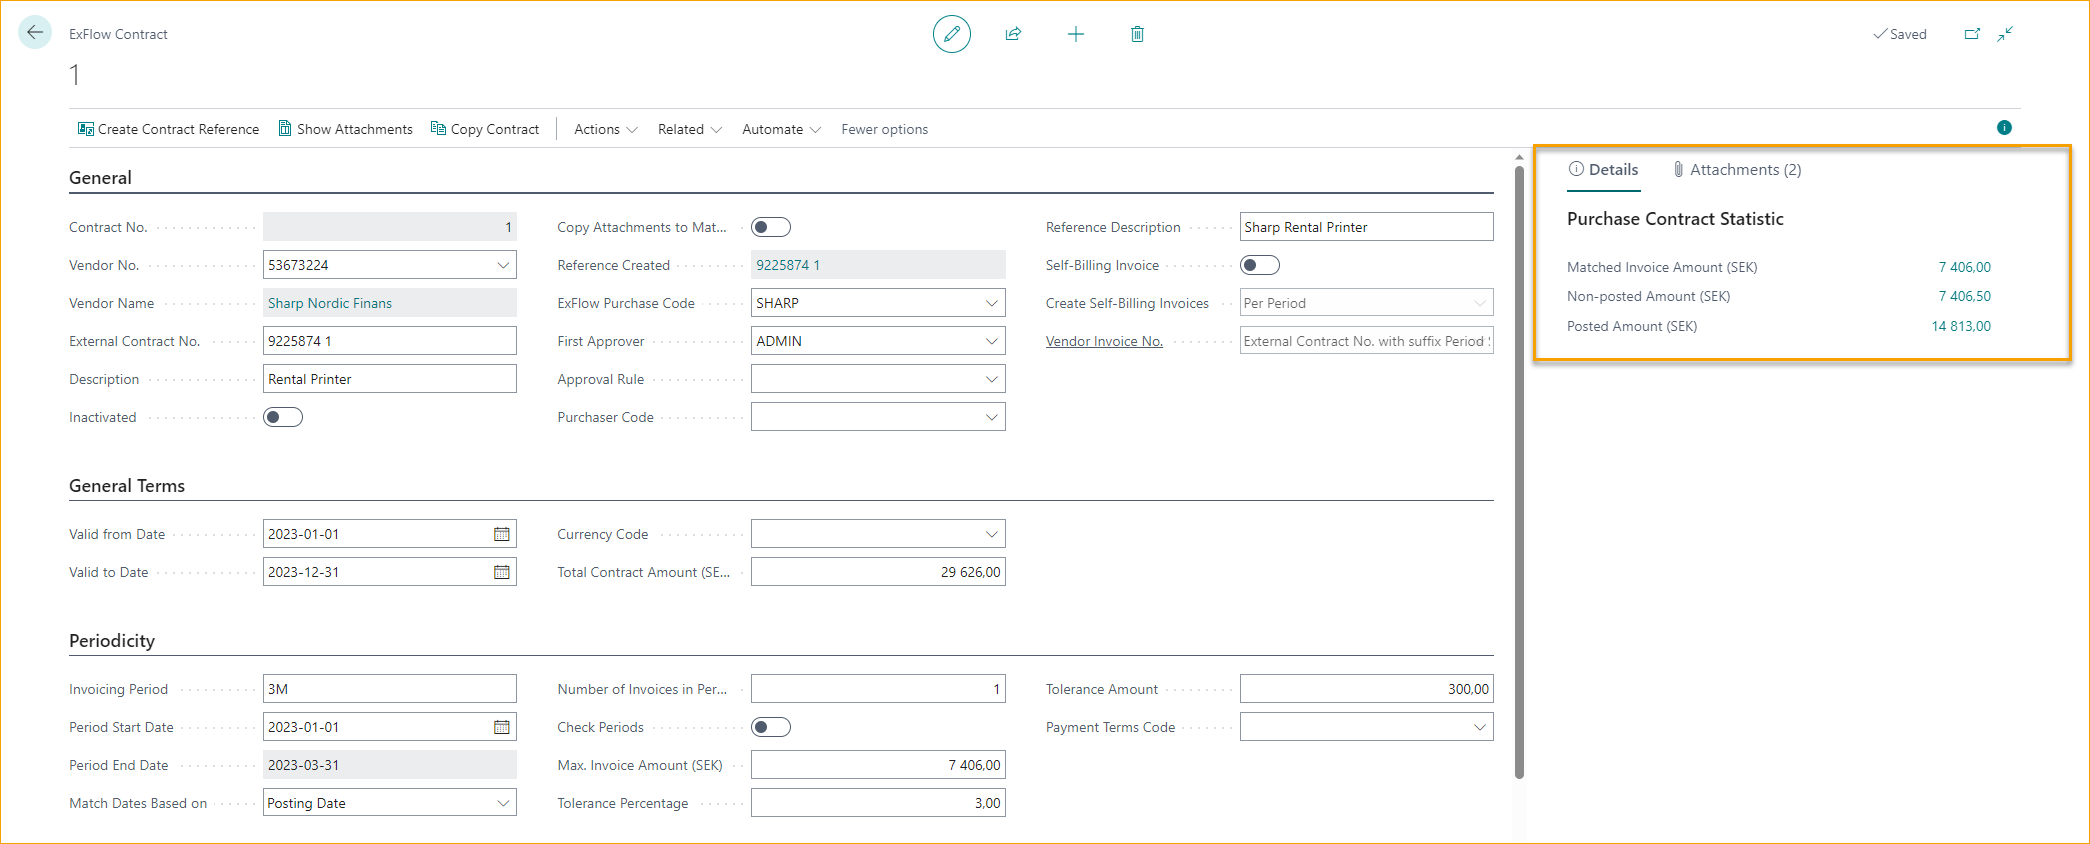 ExFlow Contract
Saved
1
Create Contract Reference Show Attachments Copy Contract Actions Related Automate Fewer options
General
Contract No. 1
Vendor No. 53673224
Vendor Name Sharp Nordic Finans
External Contract No. 9225874 1
Description Rental Printer
Inactivated
Copy Attachments to Mat...
Reference Created 9225874 1
ExFlow Purchase Code SHARP
First Approver ADMIN
Approval Rule
Purchaser Code
Reference Description Sharp Rental Printer
Self-Billing Invoice
Create Self-Billing Invoices Per Period
Vendor Invoice No. External Contract No. with suffix Period
General Terms
Valid from Date 2023-01-01
Valid to Date 2023-12-31
Currency Code
Total Contract Amount (SE... 29 626,00
Periodicity
Invoicing Period 3M
Period Start Date 2023-01-01
Period End Date 2023-03-31
Match Dates Based on Posting Date
Number of Invoices in Per... 1
Check Periods
Max. Invoice Amount (SEK) 7 406,00
Tolerance Percentage 3,00
Tolerance Amount 300,00
Payment Terms Code
Details Attachments (2)
Purchase Contract Statistic
Matched Invoice Amount (SEK) 7 406,00
Non-posted Amount (SEK) 7 406,50
Posted Amount (SEK) 14 813,00